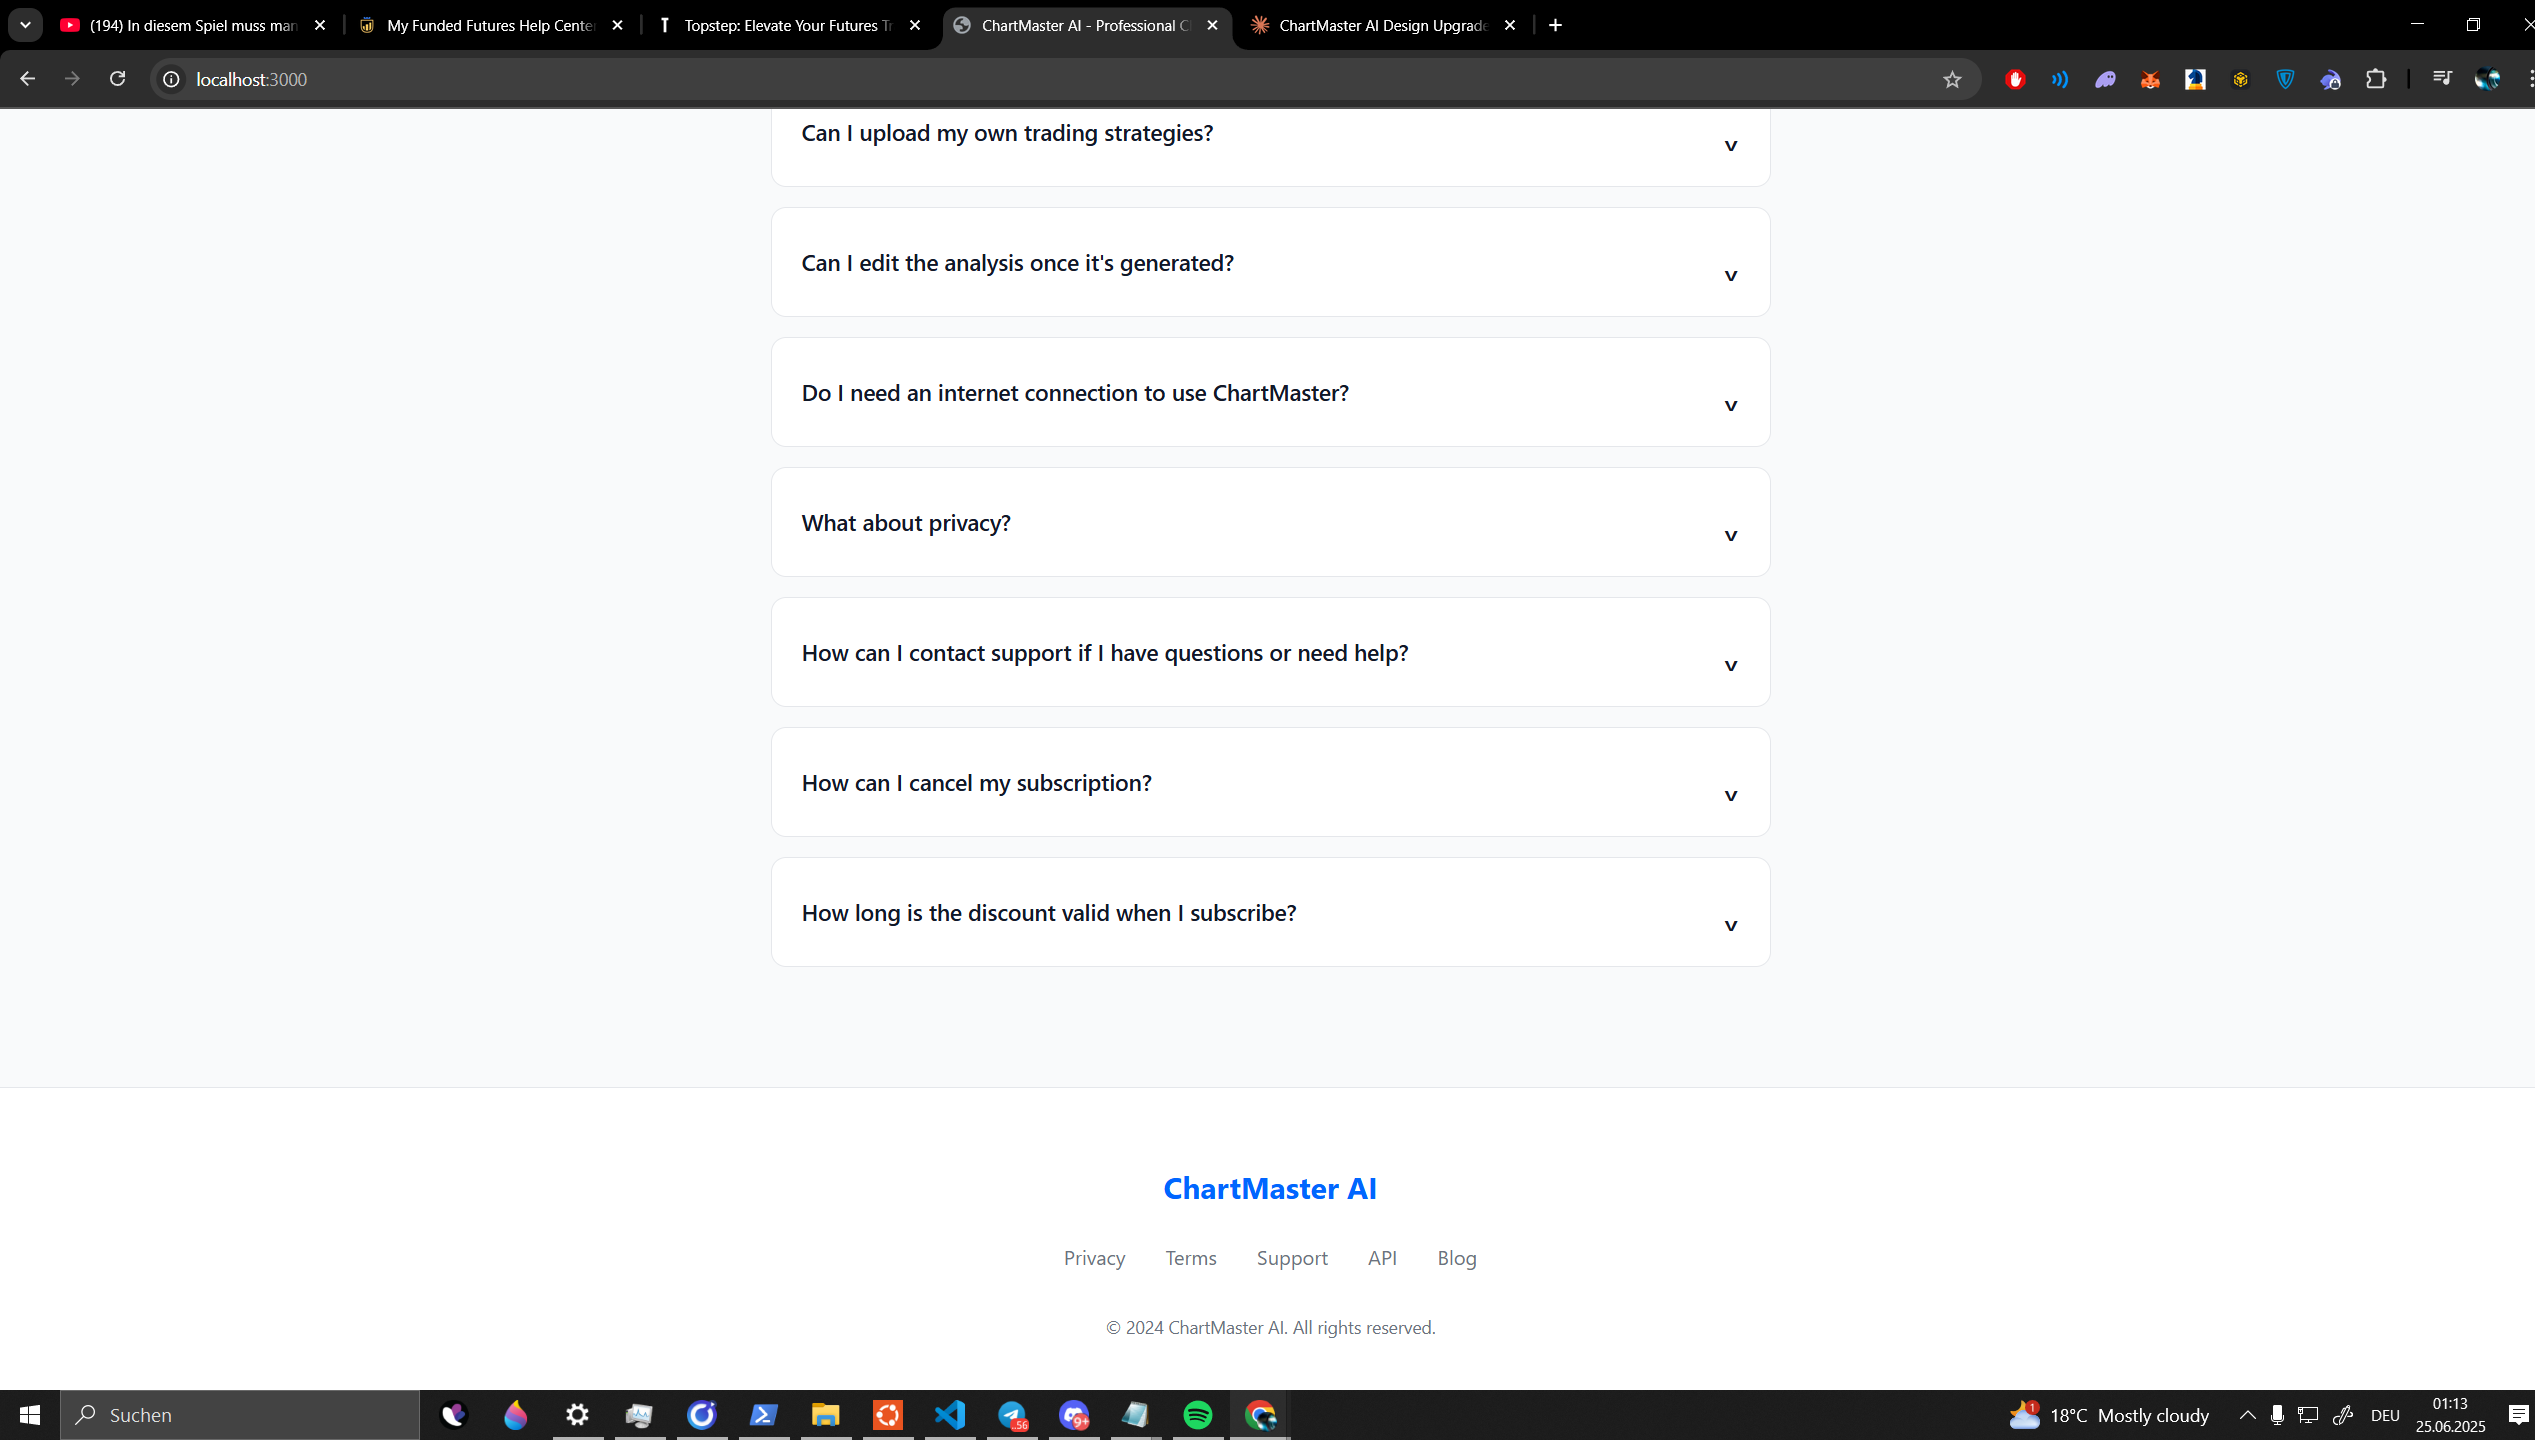 (194) In diesem Spiel muss man
My Funded Futures Help Center
Topstep: Elevate Your Futures Tr
ChartMaster AI - Professional C
ChartMaster AI Design Upgrade
localhost:3000
Can I upload my own trading strategies?
v
Can I edit the analysis once it's generated?
v
Do I need an internet connection to use ChartMaster?
v
What about privacy?
v
How can I contact support if I have questions or need help?
v
How can I cancel my subscription?
v
How long is the discount valid when I subscribe?
v
ChartMaster AI
Privacy Terms Support API Blog
© 2024 ChartMaster AI. All rights reserved.
Suchen
56
9+
1
18°C Mostly cloudy
DEU
01:13
25.06.2025